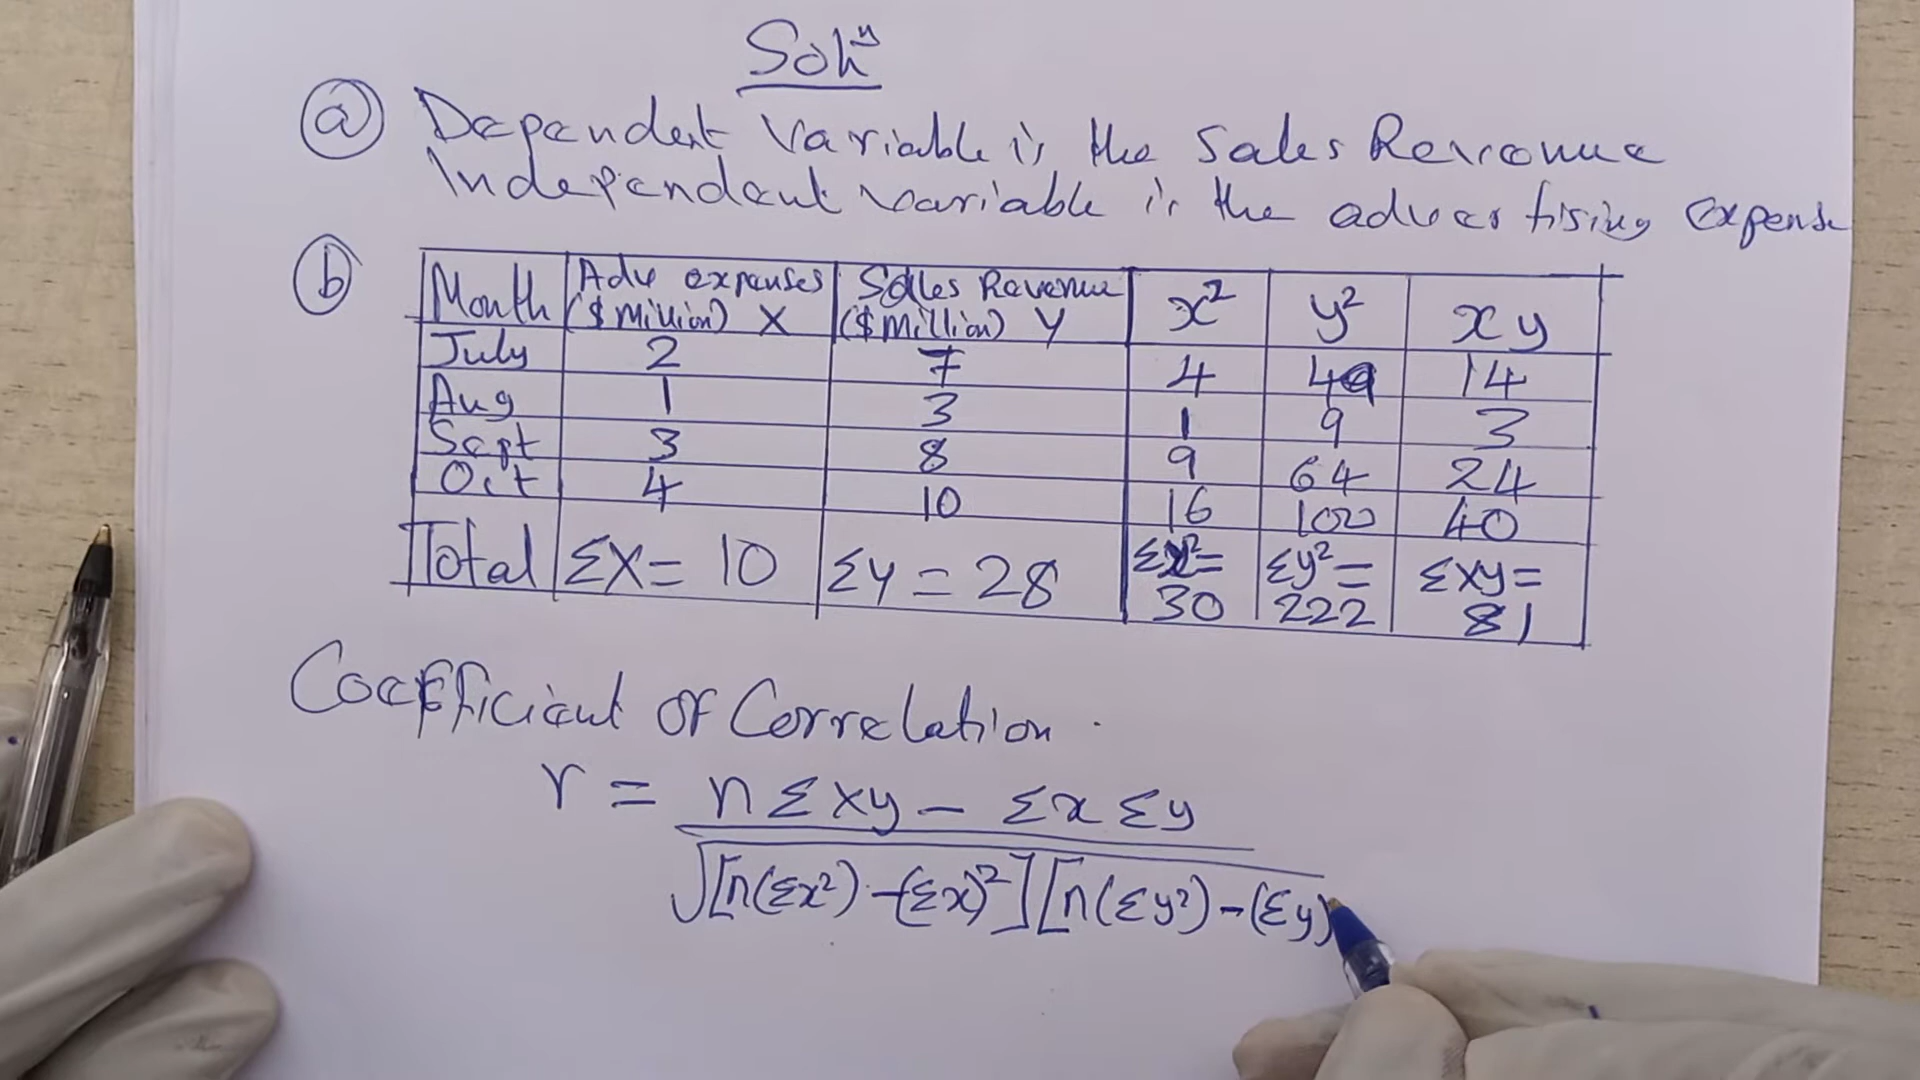 Solⁿ
ⓐ Dependent variable is the Sales Revenue
Independent variable is the advertising expense
ⓑ
Month | Adv expenses ($ Million) X | Sales Revenue ($ Million) Y | x² | y² | xy
July | 2 | 7 | 4 | 49 | 14
Aug | 1 | 3 | 1 | 9 | 3
Sept | 3 | 8 | 9 | 64 | 24
Oct | 4 | 10 | 16 | 100 | 40
Total | ΣX = 10 | ΣY = 28 | Σx² = 30 | Σy² = 222 | Σxy = 81
Coefficient of Correlation.
r = nΣxy - Σx Σy
√[n(Σx²) - (Σx)²][n(Σy²) - (Σy)